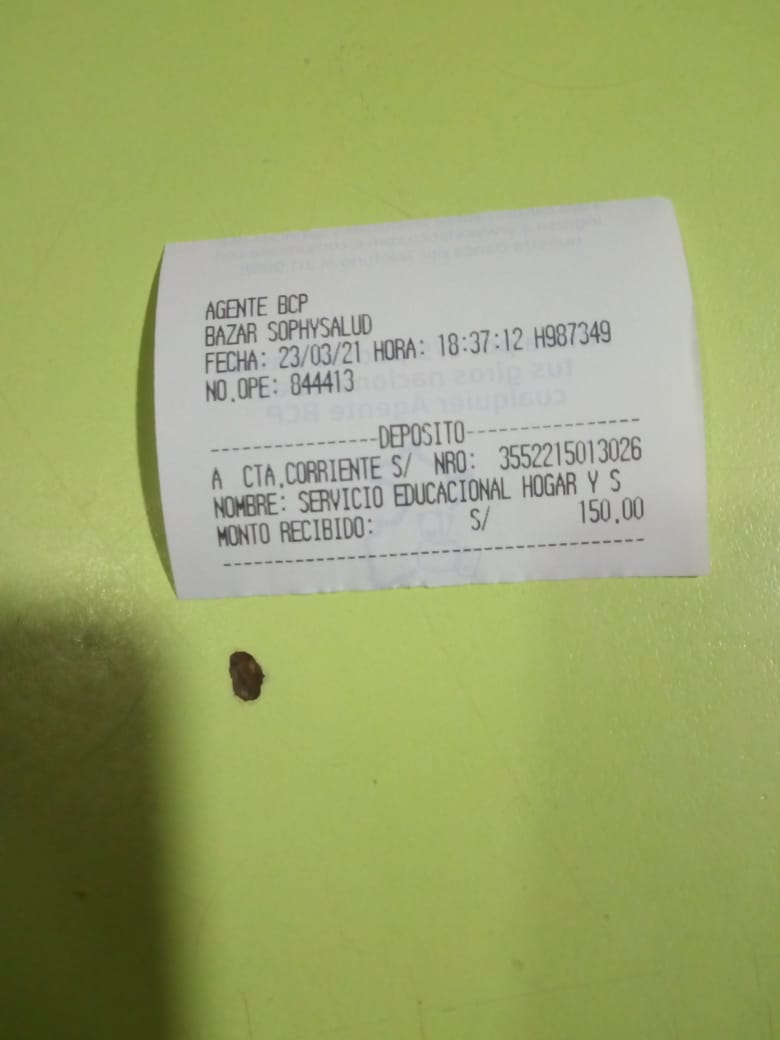 AGENTE BCP
BAZAR SOPHYSALUD
FECHA: 23/03/21 HORA: 18:37:12 H987349
NO.OPE: 844413
----------------DEPOSITO----------------
A CTA.CORRIENTE S/ NRO: 3552215013026
NOMBRE: SERVICIO EDUCACIONAL HOGAR Y S
MONTO RECIBIDO: S/ 150.00
----------------------------------------